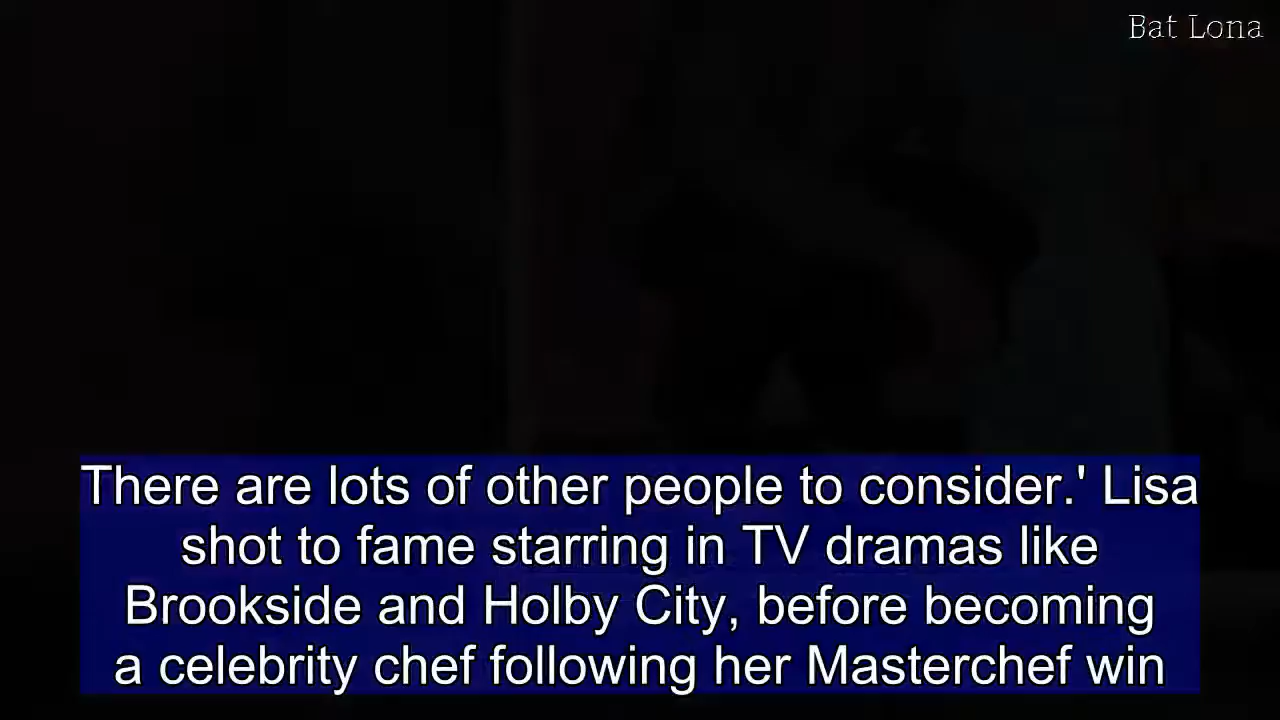 Bat Lona
There are lots of other people to consider.' Lisa
shot to fame starring in TV dramas like
Brookside and Holby City, before becoming
a celebrity chef following her Masterchef win